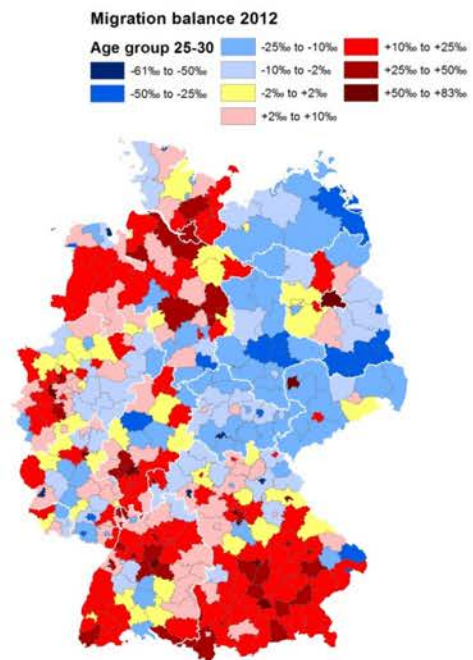 Migration balance 2012
Age group 25-30
-61‰ to -50‰
-50‰ to -25‰
-25‰ to -10‰
-10‰ to -2‰
-2‰ to +2‰
+2‰ to +10‰
+10‰ to +25‰
+25‰ to +50‰
+50‰ to +83‰